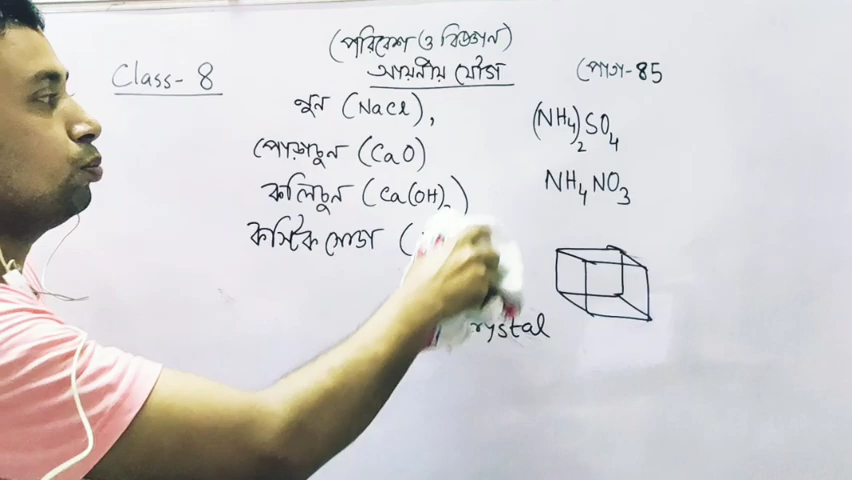 (পরিবেশ ও বিজ্ঞান)
Class- 8
আয়নীয় যৌগ
(পাতা-85
নুন (NaCl),
(NH4)2SO4
পোড়াচুন (CaO)
NH4NO3
কলিচুন (Ca(OH)2)
কস্টিক সোডা (
rystal